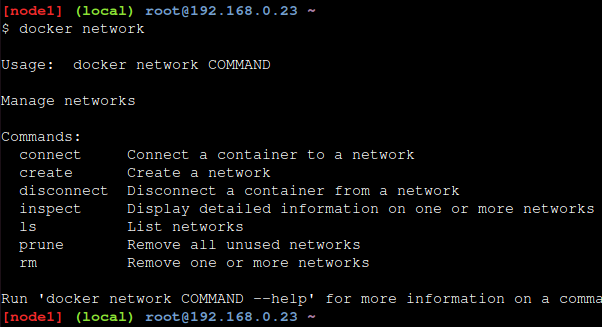 [node1] (local) root@192.168.0.23 ~
$ docker network
Usage:  docker network COMMAND
Manage networks
Commands:
  connect     Connect a container to a network
  create      Create a network
  disconnect  Disconnect a container from a network
  inspect     Display detailed information on one or more networks
  ls          List networks
  prune       Remove all unused networks
  rm          Remove one or more networks
Run 'docker network COMMAND --help' for more information on a comma
[node1] (local) root@192.168.0.23 ~